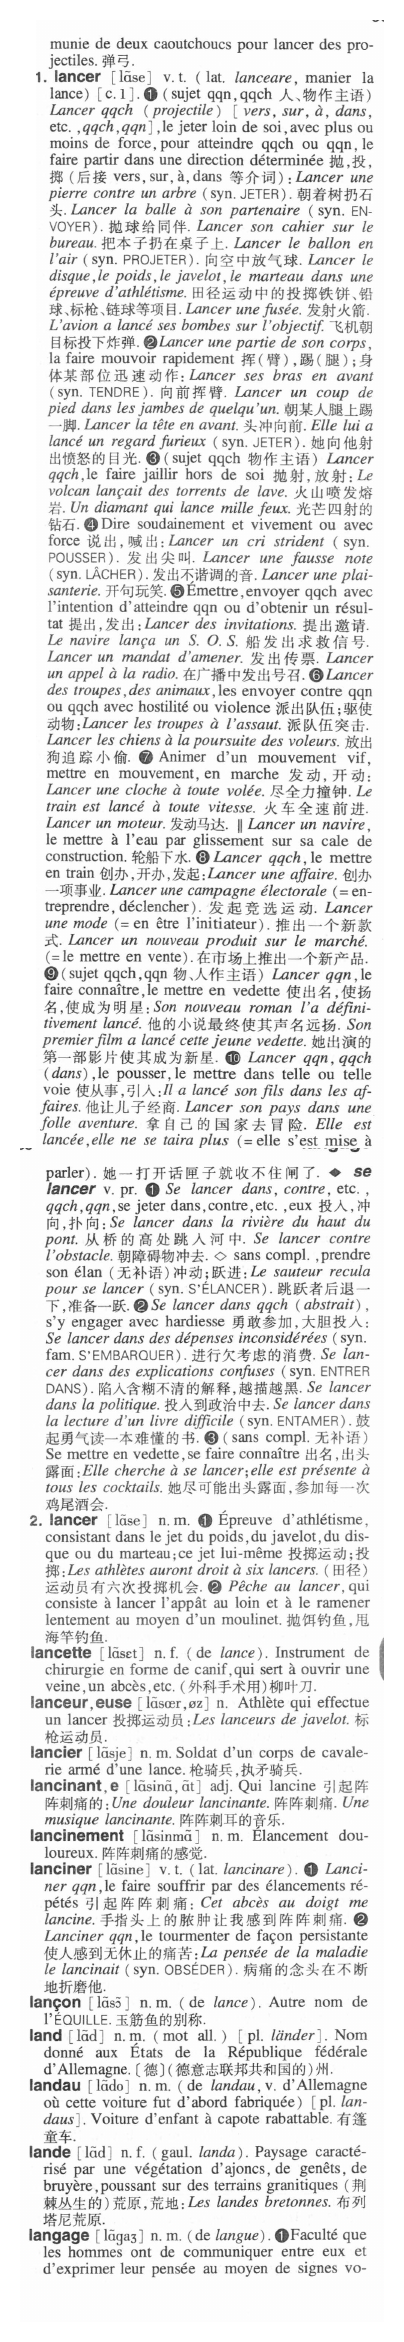 munie de deux caoutchoucs pour lancer des pro-
jectiles. 弹弓.
1. lancer [lɑ̃se] v. t. ( lat. lanceare, manier la
lance) [c. 1]. ❶ (sujet qqn, qqch 人、物作主语)
Lancer qqch ( projectile) [ vers, sur, à, dans,
etc. , qqch, qqn] , le jeter loin de soi, avec plus ou
moins de force, pour atteindre qqch ou qqn, le
faire partir dans une direction déterminée 抛,投,
掷 (后接 vers, sur, à, dans 等介词) : Lancer une
pierre contre un arbre (syn. JETER). 朝着树扔石
头. Lancer la balle à son partenaire ( syn. EN-
VOYER). 抛球给同伴. Lancer son cahier sur le
bureau. 把本子扔在桌子上. Lancer le ballon en
l'air ( syn. PROJETER). 向空中放气球. Lancer le
disque, le poids, le javelot, le marteau dans une
épreuve d'athlétisme. 田径运动中的投掷铁饼、铅
球、标枪、链球等项目. Lancer une fusée. 发射火箭.
L'avion a lancé ses bombes sur l'objectif. 飞机朝
目标投下炸弹. ❷ Lancer une partie de son corps,
la faire mouvoir rapidement 挥(臂),踢(腿);身
体某部位迅速动作: Lancer ses bras en avant
(syn. TENDRE). 向前挥臂. Lancer un coup de
pied dans les jambes de quelqu'un. 朝某人腿上踢
一脚. Lancer la tête en avant. 头冲向前. Elle lui a
lancé un regard furieux ( syn. JETER). 她向他射
出愤怒的目光. ❸ (sujet qqch 物作主语) Lancer
qqch, le faire jaillir hors de soi 抛射,放射: Le
volcan lançait des torrents de lave. 火山喷发熔
岩. Un diamant qui lance mille feux. 光芒四射的
钻石. ❹ Dire soudainement et vivement ou avec
force 说出,喊出: Lancer un cri strident ( syn.
POUSSER). 发出尖叫. Lancer une fausse note
(syn. LÂCHER). 发出不谐调的音. Lancer une plai-
santerie. 开句玩笑. ❺ Émettre, envoyer qqch avec
l'intention d'atteindre qqn ou d'obtenir un résul-
tat 提出,发出: Lancer des invitations. 提出邀请.
Le navire lança un S. O. S. 船发出求救信号.
Lancer un mandat d'amener. 发出传票. Lancer
un appel à la radio. 在广播中发出号召. ❻ Lancer
des troupes, des animaux, les envoyer contre qqn
ou qqch avec hostilité ou violence 派出队伍;驱使
动物: Lancer les troupes à l'assaut. 派队伍突击.
Lancer les chiens à la poursuite des voleurs. 放出
狗追踪小偷. ❼ Animer d'un mouvement vif,
mettre en mouvement, en marche 发动,开动:
Lancer une cloche à toute volée. 尽全力撞钟. Le
train est lancé à toute vitesse. 火车全速前进.
Lancer un moteur. 发动马达. ‖ Lancer un navire,
le mettre à l'eau par glissement sur sa cale de
construction. 轮船下水. ❽ Lancer qqch, le mettre
en train 创办,开办,发起: Lancer une affaire. 创办
一项事业. Lancer une campagne électorale (= en-
treprendre, déclencher). 发起竞选运动. Lancer
une mode (= en être l'initiateur). 推出一个新款
式. Lancer un nouveau produit sur le marché.
(= le mettre en vente). 在市场上推出一个新产品.
❾ (sujet qqch, qqn 物、人作主语) Lancer qqn, le
faire connaître, le mettre en vedette 使出名,使扬
名,使成为明星: Son nouveau roman l'a défini-
tivement lancé. 他的小说最终使其声名远扬. Son
premier film a lancé cette jeune vedette. 她出演的
第一部影片使其成为新星. ❿ Lancer qqn, qqch
(dans), le pousser, le mettre dans telle ou telle
voie 使从事,引入: Il a lancé son fils dans les af-
faires. 他让儿子经商. Lancer son pays dans une
folle aventure. 拿自己的国家去冒险. Elle est
lancée, elle ne se taira plus (= elle s'est mise à
parler). 她一打开话匣子就收不住闸了. ◆ se
lancer v. pr. ❶ Se lancer dans, contre, etc. ,
qqch, qqn, se jeter dans, contre, etc. , eux 投入,冲
向,扑向: Se lancer dans la rivière du haut du
pont. 从桥的高处跳入河中. Se lancer contre
l'obstacle. 朝障碍物冲去. ◇ sans compl. , prendre
son élan (无补语)冲动;跃进: Le sauteur recula
pour se lancer (syn. S'ÉLANCER). 跳跃者后退一
下,准备一跃. ❷ Se lancer dans qqch (abstrait),
s'y engager avec hardiesse 勇敢参加,大胆投入:
Se lancer dans des dépenses inconsidérées (syn.
fam. S'EMBARQUER). 进行欠考虑的消费. Se lan-
cer dans des explications confuses (syn. ENTRER
DANS). 陷入含糊不清的解释,越描越黑. Se lancer
dans la politique. 投入到政治中去. Se lancer dans
la lecture d'un livre difficile (syn. ENTAMER). 鼓
起勇气读一本难懂的书. ❸ (sans compl. 无补语)
Se mettre en vedette, se faire connaître 出名,出头
露面: Elle cherche à se lancer; elle est présente à
tous les cocktails. 她尽可能出头露面,参加每一次
鸡尾酒会.
2. lancer [lɑ̃se] n. m. ❶ Épreuve d'athlétisme,
consistant dans le jet du poids, du javelot, du dis-
que ou du marteau; ce jet lui-même 投掷运动;投
掷: Les athlètes auront droit à six lancers. (田径)
运动员有六次投掷机会. ❷ Pêche au lancer, qui
consiste à lancer l'appât au loin et à le ramener
lentement au moyen d'un moulinet. 抛饵钓鱼,甩
海竿钓鱼.
lancette [lɑ̃sɛt] n. f. ( de lance). Instrument de
chirurgie en forme de canif, qui sert à ouvrir une
veine, un abcès, etc. (外科手术用)柳叶刀.
lanceur, euse [lɑ̃sœr, øz] n. Athlète qui effectue
un lancer 投掷运动员: Les lanceurs de javelot. 标
枪运动员.
lancier [lɑ̃sje] n. m. Soldat d'un corps de cavale-
rie armé d'une lance. 枪骑兵,执矛骑兵.
lancinant, e [lɑ̃sinɑ̃, ɑ̃t] adj. Qui lancine 引起阵
阵刺痛的: Une douleur lancinante. 阵阵刺痛. Une
musique lancinante. 阵阵刺耳的音乐.
lancinement [lɑ̃sinmɑ̃] n. m. Élancement dou-
loureux. 阵阵刺痛的感觉.
lanciner [lɑ̃sine] v. t. (lat. lancinare). ❶ Lanci-
ner qqn, le faire souffrir par des élancements ré-
pétés 引起阵阵刺痛: Cet abcès au doigt me
lancine. 手指头上的脓肿让我感到阵阵刺痛. ❷
Lanciner qqn, le tourmenter de façon persistante
使人感到无休止的痛苦: La pensée de la maladie
le lancinait (syn. OBSÉDER). 病痛的念头在不断
地折磨他.
lançon [lɑ̃sɔ̃] n. m. ( de lance). Autre nom de
l'ÉQUILLE. 玉筋鱼的别称.
land [lɑ̃d] n. m. ( mot all. ) [ pl. länder]. Nom
donné aux États de la République fédérale
d'Allemagne. 〔德〕(德意志联邦共和国的)州.
landau [lɑ̃do] n. m. ( de landau, v. d'Allemagne
où cette voiture fut d'abord fabriquée) [ pl. lan-
daus]. Voiture d'enfant à capote rabattable. 有篷
童车.
lande [lɑ̃d] n. f. ( gaul. landa). Paysage caracté-
risé par une végétation d'ajoncs, de genêts, de
bruyère, poussant sur des terrains granitiques (荆
棘丛生的)荒原,荒地: Les landes bretonnes. 布列
塔尼荒原.
langage [lɑ̃gaʒ] n. m. ( de langue). ❶ Faculté que
les hommes ont de communiquer entre eux et
d'exprimer leur pensée au moyen de signes vo-